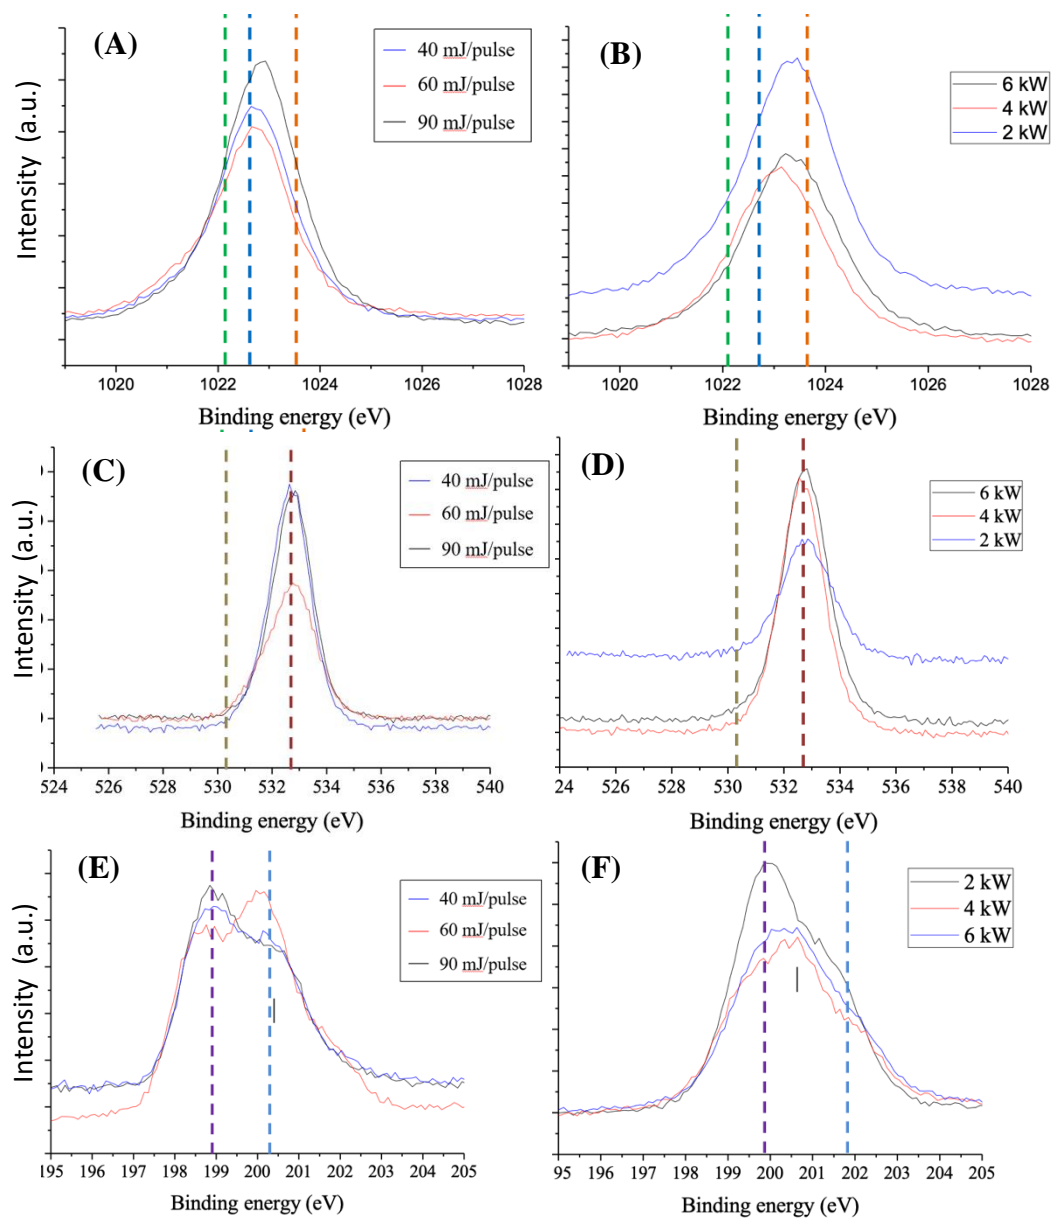 (A)
40 mJ/pulse
60 mJ/pulse
90 mJ/pulse
Intensity (a.u.)
1020 1022 1024 1026 1028
Binding energy (eV)
(B)
6 kW
4 kW
2 kW
1020 1022 1024 1026 1028
Binding energy (eV)
(C)
40 mJ/pulse
60 mJ/pulse
90 mJ/pulse
Intensity (a.u.)
524 526 528 530 532 534 536 538 540
Binding energy (eV)
(D)
6 kW
4 kW
2 kW
24 526 528 530 532 534 536 538 540
Binding energy (eV)
(E)
40 mJ/pulse
60 mJ/pulse
90 mJ/pulse
Intensity (a.u.)
195 196 197 198 199 200 201 202 203 204 205
Binding energy (eV)
(F)
2 kW
4 kW
6 kW
95 196 197 198 199 200 201 202 203 204 205
Binding energy (eV)